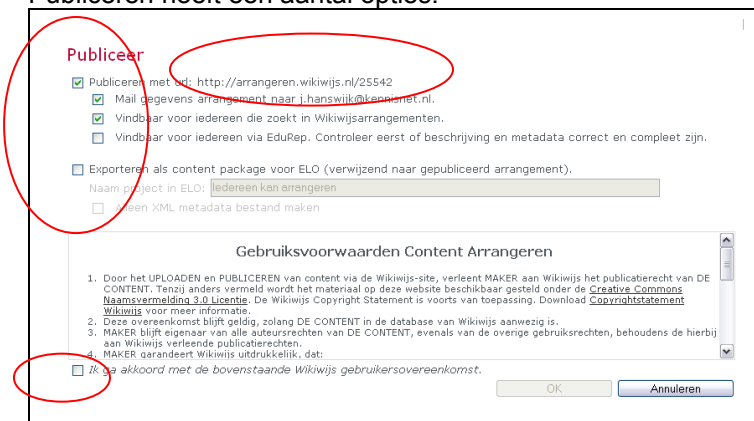 Publiceren heeft een aantal opties:
Publiceer
Publiceren met url: http://arrangeren.wikiwijs.nl/25542
Mail gegevens arrangement naar j.hanswijk@kennisnet.nl.
Vindbaar voor iedereen die zoekt in Wikiwijsarrangementen.
Vindbaar voor iedereen via EduRep. Controleer eerst of beschrijving en metadata correct en compleet zijn.
Exporteren als content package voor ELO (verwijzend naar gepubliceerd arrangement).
Naam project in ELO: Iedereen kan arrangeren
Alleen XML metadata bestand maken
Gebruiksvoorwaarden Content Arrangeren
1. Door het UPLOADEN en PUBLICEREN van content via de Wikiwijs-site, verleent MAKER aan Wikiwijs het publicatierecht van DE
CONTENT. Tenzij anders vermeld wordt het materiaal op deze website beschikbaar gesteld onder de Creative Commons
Naamsvermelding 3.0 Licentie. De Wikiwijs Copyright Statement is voorts van toepassing. Download Copyrightstatement
Wikiwijs voor meer informatie.
2. Deze overeenkomst blijft geldig, zolang DE CONTENT in de database van Wikiwijs aanwezig is.
3. MAKER blijft eigenaar van alle auteursrechten van DE CONTENT, evenals van de overige gebruiksrechten, behoudens de hierbij
aan Wikiwijs verleende publicatierechten.
4. MAKER garandeert Wikiwijs uitdrukkelijk, dat:
Ik ga akkoord met de bovenstaande Wikiwijs gebruikersovereenkomst.
OK Annuleren